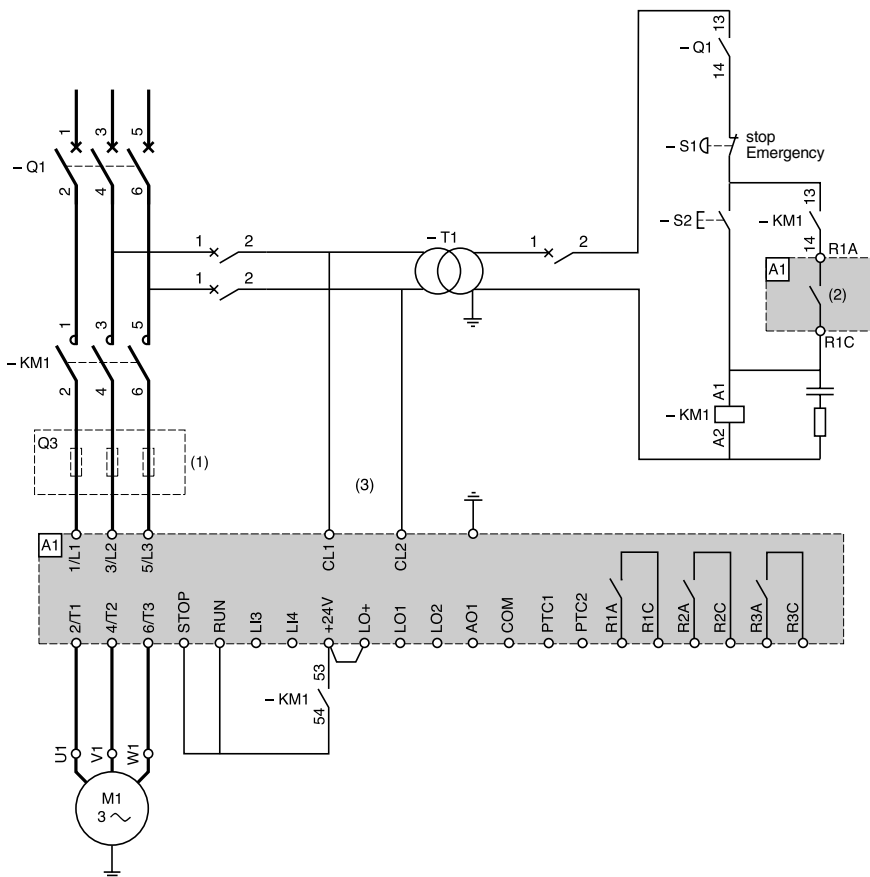 13
– Q1
14
1
3
5
– Q1
2
4
6
– S1
stop
Emergency
– S2
13
– KM1
14
R1A
A1
(2)
R1C
1
2
– T1
1
2
1
2
1
3
5
– KM1
2
4
6
A1
– KM1
A2
Q3
(1)
(3)
A1
1/L1
3/L2
5/L3
CL1
CL2
2/T1
4/T2
6/T3
STOP
RUN
LI3
LI4
+24V
LO+
LO1
LO2
AO1
COM
PTC1
PTC2
R1A
R1C
R2A
R2C
R3A
R3C
53
– KM1
54
U1
V1
W1
M1
3